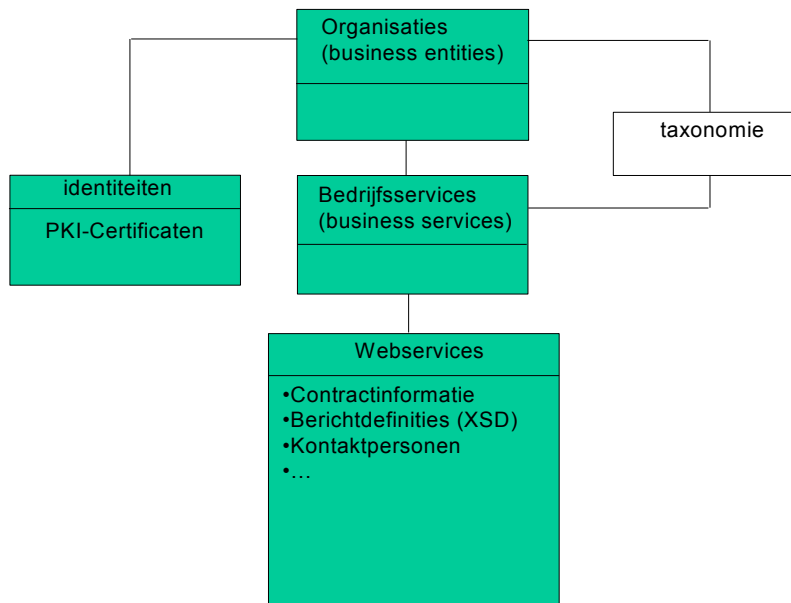 Organisaties
(business entities)
taxonomie
identiteiten
PKI-Certificaten
Bedrijfsservices
(business services)
Webservices
•Contractinformatie
•Berichtdefinities (XSD)
•Kontaktpersonen
•...